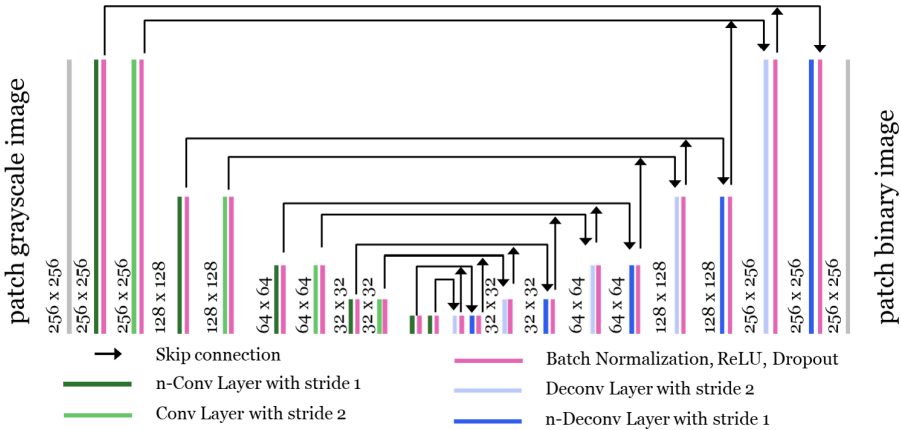 patch grayscale image
256 x 256
256 x 256
256 x 256
128 x 128
128 x 128
64 x 64
64 x 64
32 x 32
32 x 32
32 x 32
32 x 32
64 x 64
64 x 64
128 x 128
128 x 128
256 x 256
256 x 256
256 x 256
patch binary image
Skip connection
n-Conv Layer with stride 1
Conv Layer with stride 2
Batch Normalization, ReLU, Dropout
Deconv Layer with stride 2
n-Deconv Layer with stride 1